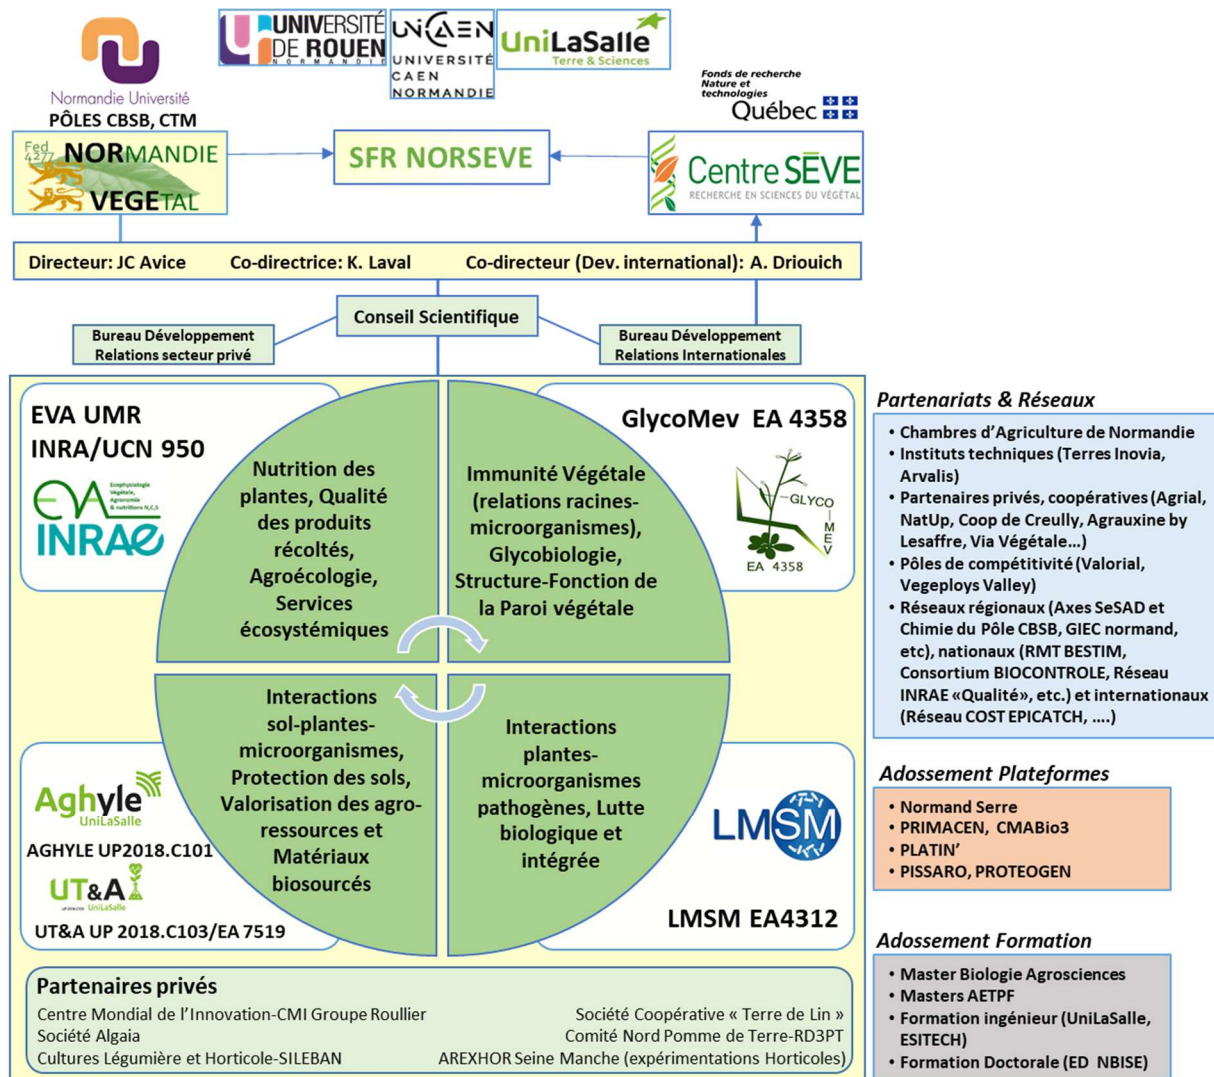 UNIVERSITÉ
DE ROUEN
NORMANDIE
UNICAEN
UNIVERSITÉ
CAEN
NORMANDIE
UniLaSalle
Terre & Sciences
Normandie Université
PÔLES CBSB, CTM
Fonds de recherche
Nature et
technologies
Québec
Fed
4277
NORMANDIE
VEGETAL
SFR NORSEVE
Centre SĒVE
RECHERCHE EN SCIENCES DU VÉGÉTAL
Directeur: JC Avice
Co-directrice: K. Laval
Co-directeur (Dev. international): A. Driouich
Conseil Scientifique
Bureau Développement
Relations secteur privé
Bureau Développement
Relations Internationales
EVA UMR
INRA/UCN 950
EVA
Ecophysiologie
Végétale,
Agronomie
& nutritions N,C,S
INRAE
Nutrition des
plantes, Qualité
des produits
récoltés,
Agroécologie,
Services
écosystémiques
GlycoMev EA 4358
GLYCO
MEV
EA 4358
Immunité Végétale
(relations racines-
microorganismes),
Glycobiologie,
Structure-Fonction de
la Paroi végétale
Interactions
sol-plantes-
microorganismes,
Protection des sols,
Valorisation des agro-
ressources et
Matériaux
biosourcés
Aghyle
UniLaSalle
AGHYLE UP2018.C101
UT&A
UP 2018.C103 UniLaSalle
UT&A UP 2018.C103/EA 7519
Interactions
plantes-
microorganismes
pathogènes, Lutte
biologique et
intégrée
LMSM
LMSM EA4312
Partenaires privés
Centre Mondial de l'Innovation-CMI Groupe Roullier
Société Algaia
Cultures Légumière et Horticole-SILEBAN
Société Coopérative « Terre de Lin »
Comité Nord Pomme de Terre-RD3PT
AREXHOR Seine Manche (expérimentations Horticoles)
Partenariats & Réseaux
• Chambres d'Agriculture de Normandie
• Instituts techniques (Terres Inovia,
Arvalis)
• Partenaires privés, coopératives (Agrial,
NatUp, Coop de Creully, Agrauxine by
Lesaffre, Via Végétale...)
• Pôles de compétitivité (Valorial,
Vegeploys Valley)
• Réseaux régionaux (Axes SeSAD et
Chimie du Pôle CBSB, GIEC normand,
etc), nationaux (RMT BESTIM,
Consortium BIOCONTROLE, Réseau
INRAE «Qualité», etc.) et internationaux
(Réseau COST EPICATCH, ....)
Adossement Plateformes
• Normand Serre
• PRIMACEN, CMABio3
• PLATIN'
• PISSARO, PROTEOGEN
Adossement Formation
• Master Biologie Agrosciences
• Masters AETPF
• Formation ingénieur (UniLaSalle,
ESITECH)
• Formation Doctorale (ED NBISE)